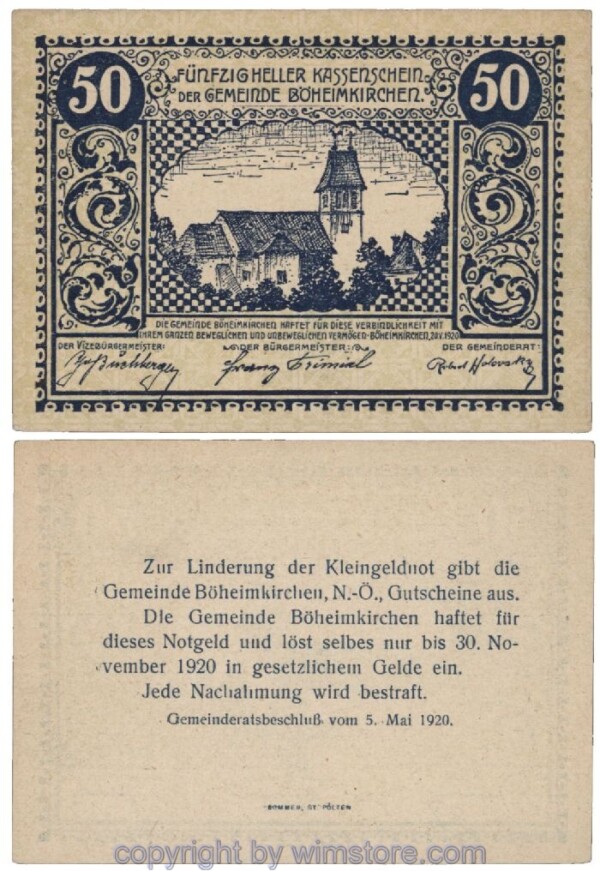 50
FÜNFZIG HELLER KASSENSCHEIN
DER GEMEINDE BÖHEIMKIRCHEN.
50
DIE GEMEINDE BÖHEIMKIRCHEN HAFTET FÜR DIESE VERBINDLICHKEIT MIT
IHREM GANZEN BEWEGLICHEN UND UNBEWEGLICHEN VERMÖGEN-BÖHEIMKIRCHEN, 20.V.1920
DER VIZEBÜRGERMEISTER:
DER BÜRGERMEISTER:
DER GEMEINDERAT:
Buchberger
Franz
Robert
Zur Linderung der Kleingeldnot gibt die
Gemeinde Böheimkirchen, N.-Ö., Gutscheine aus.
Die Gemeinde Böheimkirchen haftet für
dieses Notgeld und löst selbes nur bis 30. No-
vember 1920 in gesetzlichem Gelde ein.
Jede Nachahmung wird bestraft.
Gemeinderatsbeschluß vom 5. Mai 1920.
SOMMER, ST. PÖLTEN
copyright by wimstore.com